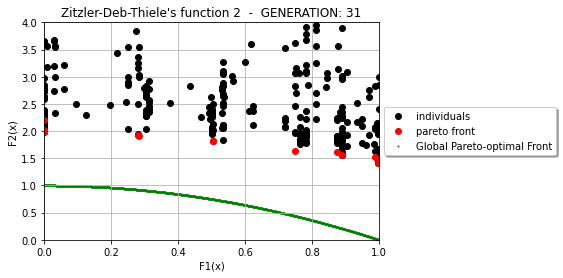 Zitzler-Deb-Thiele's function 2 - GENERATION: 31
4.0
3.5
3.0
2.5
2.0
1.5
1.0
0.5
0.0
F2(x)
0.0 0.2 0.4 0.6 0.8 1.0
F1(x)
individuals
pareto front
Global Pareto-optimal Front